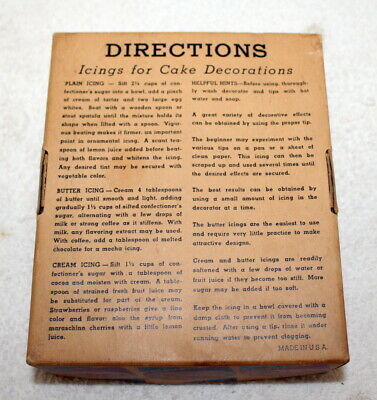 DIRECTIONS
Icings for Cake Decorations
PLAIN ICING — Sift 2¼ cups of con-
fectioner's sugar into a bowl, add a pinch
of cream of tartar and two large egg
whites. Beat with a wooden spoon or
stout spatula until the mixture holds its
shape when lifted with a spoon. Vigor-
ous beating makes it firmer, an important
point in ornamental icing. A scant tea-
spoon of lemon juice added before beat-
ing both flavors and whitens the icing.
Any desired tint may be secured with
vegetable color.
BUTTER ICING — Cream 4 tablespoons
of butter until smooth and light, adding
gradually 1½ cups of sifted confectioner's
sugar, alternating with a few drops of
milk or strong coffee as it stiffens. With
milk, any flavoring extract may be used.
With coffee, add a tablespoon of melted
chocolate for a mocha icing.
CREAM ICING — Sift 1½ cups of con-
fectioner's sugar with a tablespoon of
cocoa and moisten with cream. A table-
spoon of strained fresh fruit juice may
be substituted for part of the cream.
Strawberries or raspberries give a fine
color and flavor; also the syrup from
maraschino cherries with a little lemon
juice.
HELPFUL HINTS—Before using, thorough-
ly wash decorator and tips with hot
water and soap.
A great variety of decorative effects
can be obtained by using the proper tip.
The beginner may experiment with the
various tips on a pan or a sheet of
clean paper. This icing can then be
scraped up and used several times until
the desired effects are secured.
The best results can be obtained by
using a small amount of icing in the
decorator at a time.
The butter icings are the easiest to use
and require very little practice to make
attractive designs.
Cream and butter icings are readily
softened with a few drops of water or
fruit juice if they become too stiff. More
sugar may be added if too soft.
Keep the icing in a bowl covered with a
damp cloth to prevent it from becoming
crusted. After using a tip, rinse it under
running water to prevent clogging.
MADE IN U.S.A.